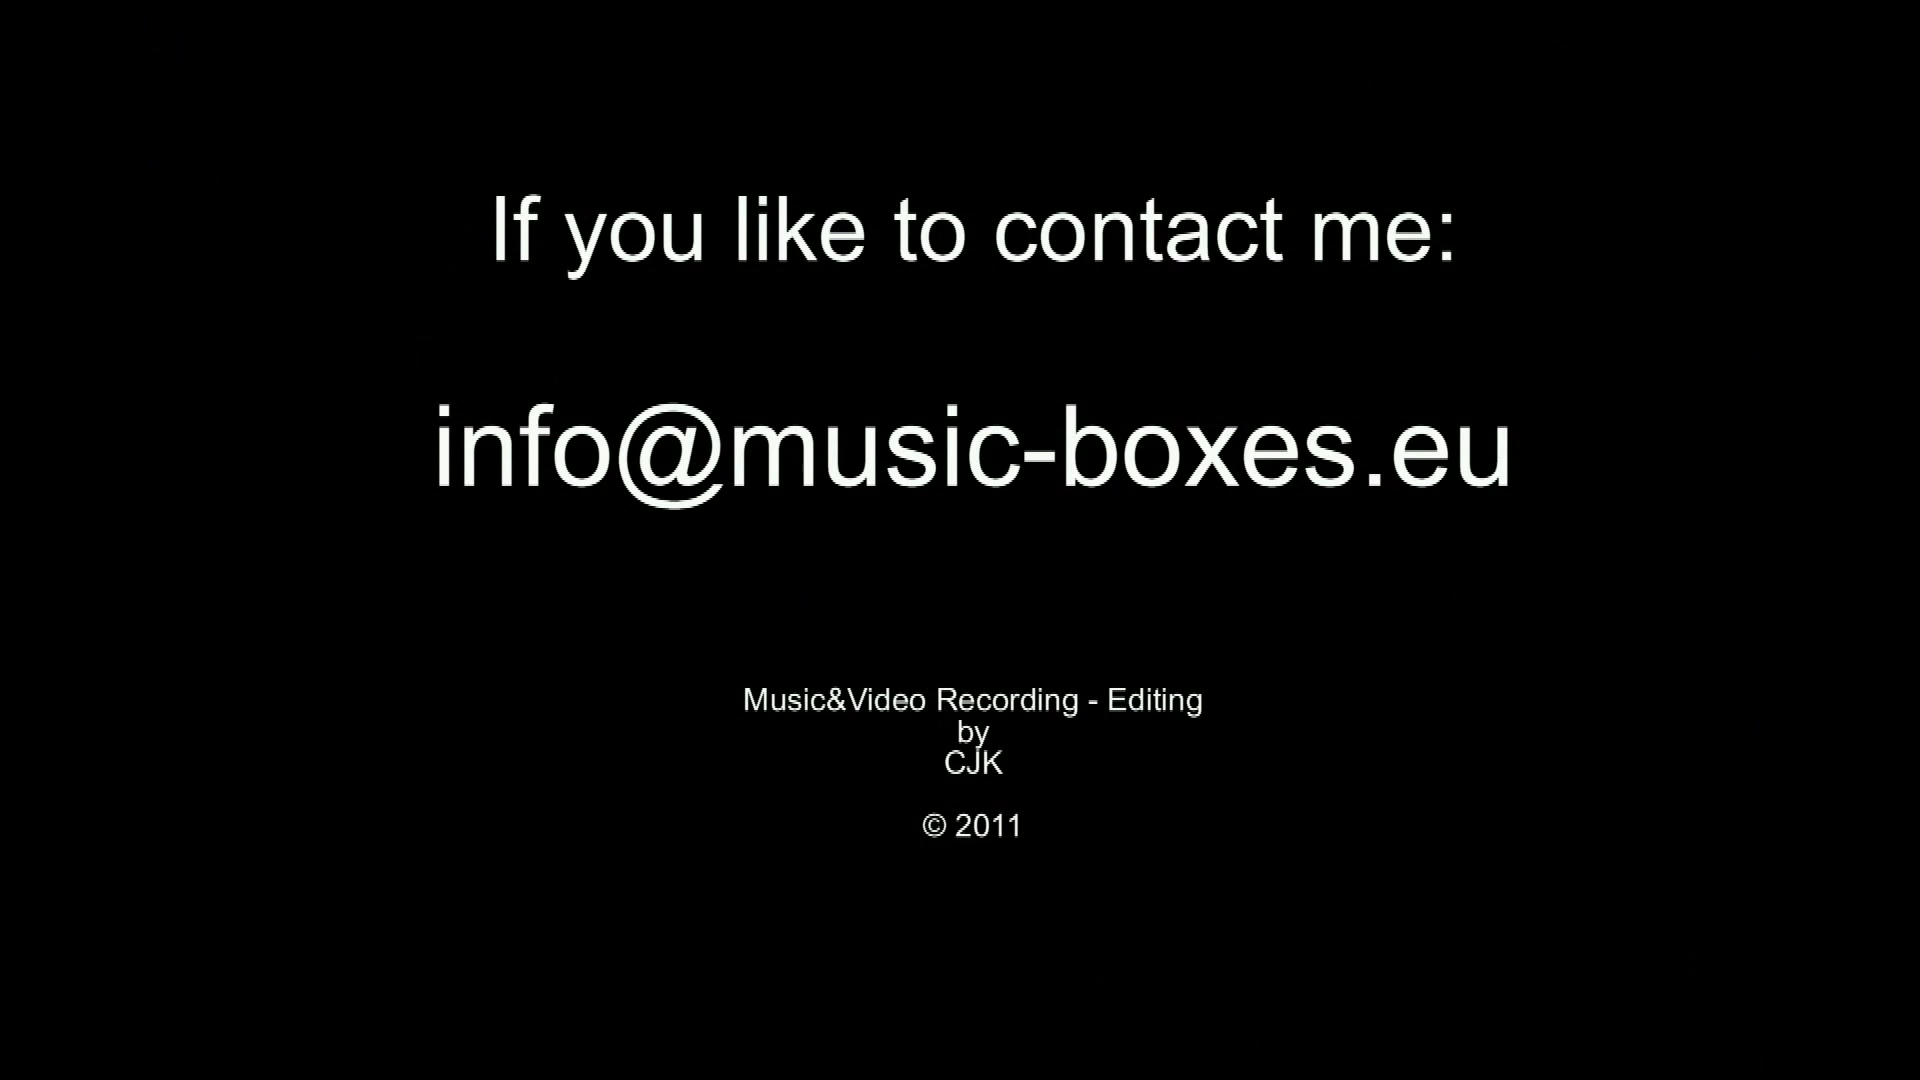 If you like to contact me:
info@music-boxes.eu
Music&Video Recording - Editing
by
CJK
© 2011